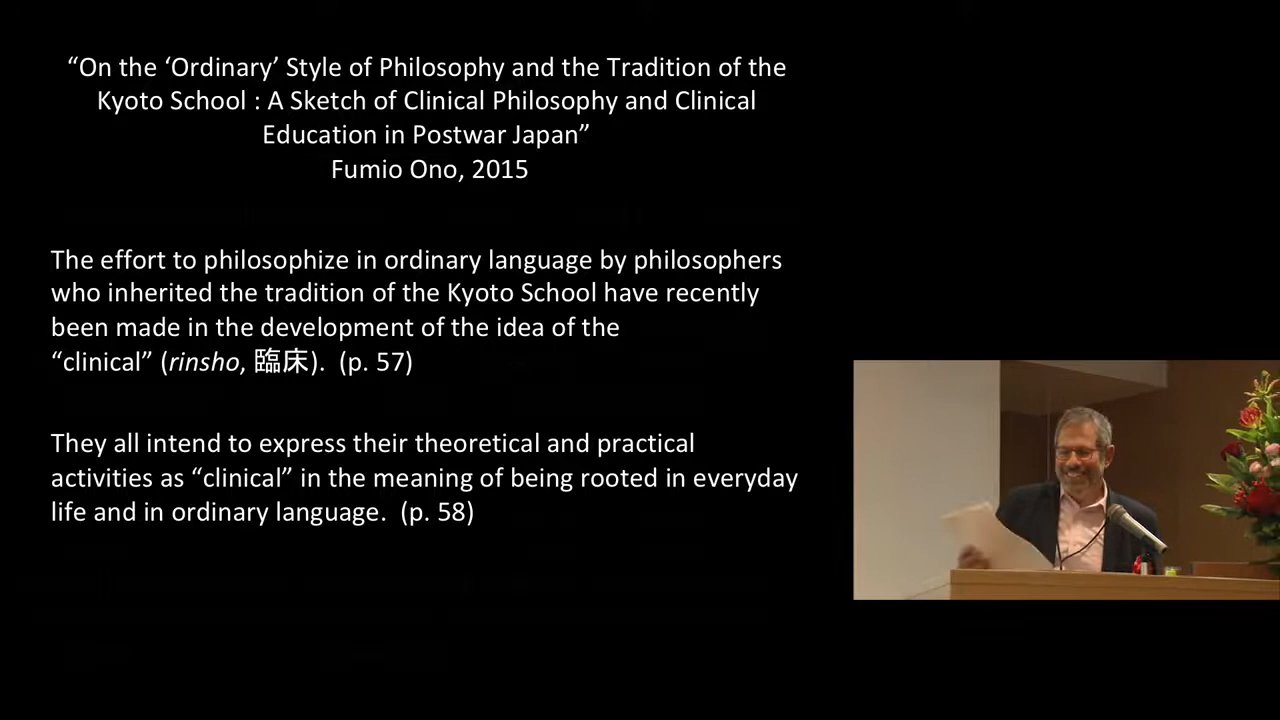 “On the ‘Ordinary’ Style of Philosophy and the Tradition of the
Kyoto School : A Sketch of Clinical Philosophy and Clinical
Education in Postwar Japan”
Fumio Ono, 2015
The effort to philosophize in ordinary language by philosophers
who inherited the tradition of the Kyoto School have recently
been made in the development of the idea of the
“clinical” (rinsho, 臨床). (p. 57)
They all intend to express their theoretical and practical
activities as “clinical” in the meaning of being rooted in everyday
life and in ordinary language. (p. 58)